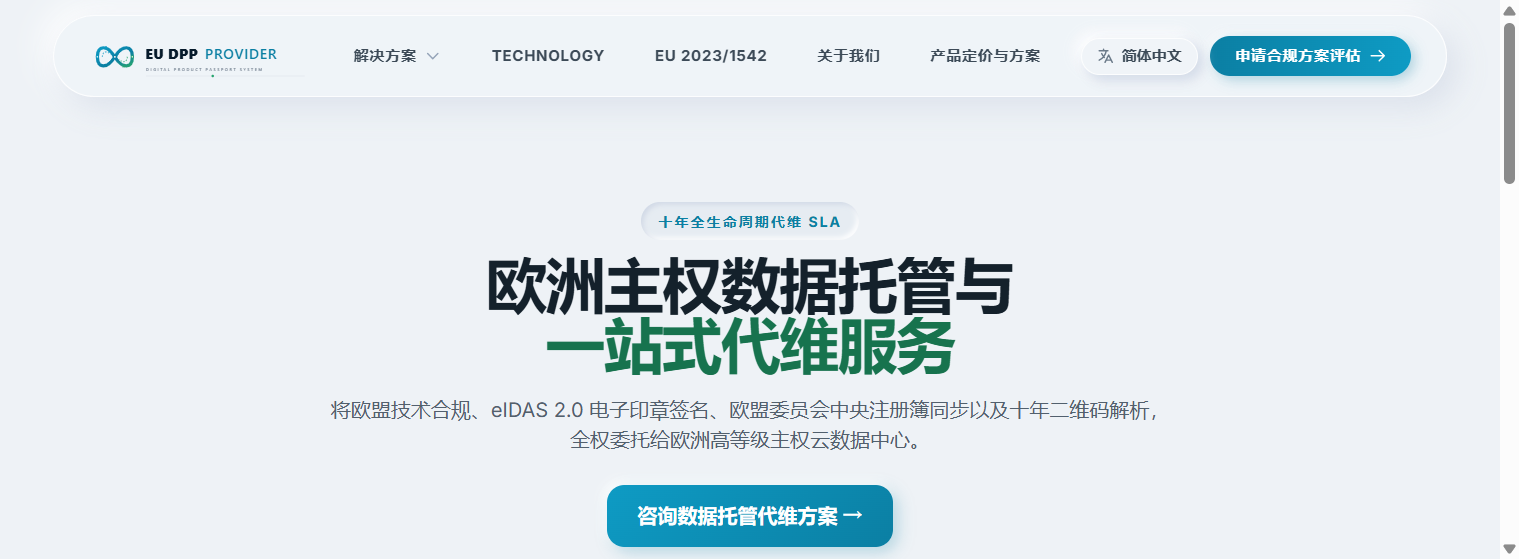 EU DPP PROVIDER
DIGITAL PRODUCT PASSPORT SYSTEM
解决方案
TECHNOLOGY
EU 2023/1542
关于我们
产品定价与方案
简体中文
申请合规方案评估 →
十年全生命周期代维 SLA
欧洲主权数据托管与
一站式代维服务
将欧盟技术合规、eIDAS 2.0 电子印章签名、欧盟委员会中央注册簿同步以及十年二维码解析，
全权委托给欧洲高等级主权云数据中心。
咨询数据托管代维方案 →